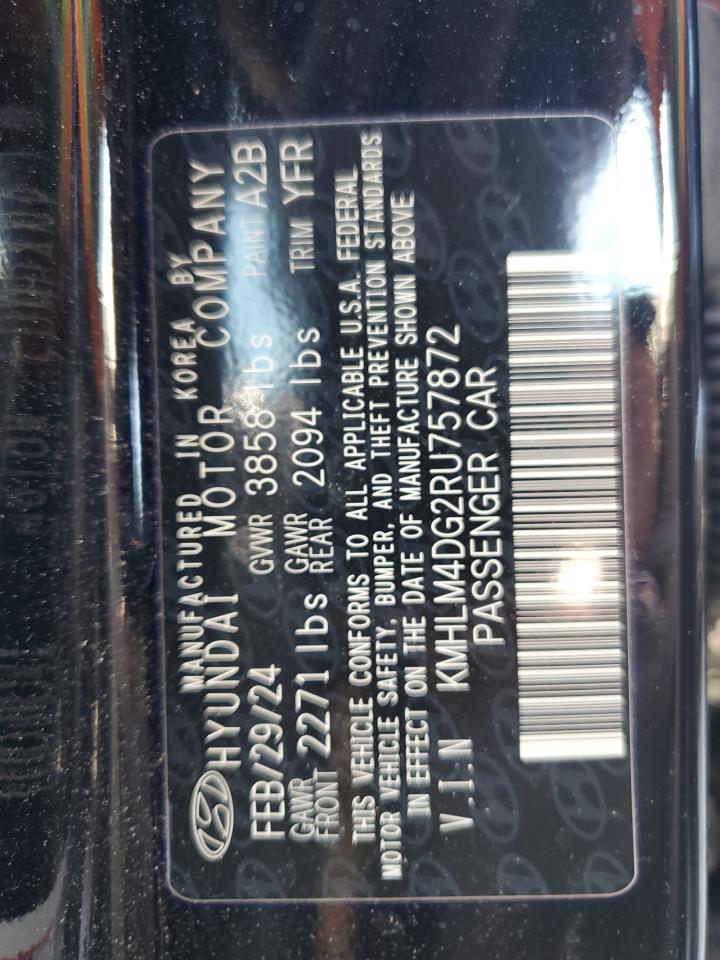 MANUFACTURED IN KOREA BY
HYUNDAI MOTOR COMPANY
FEB/29/24 GVWR 3858 lbs PAINT A2B
GAWR FRONT 2271 lbs GAWR REAR 2094 lbs TRIM YFR
THIS VEHICLE CONFORMS TO ALL APPLICABLE U.S.A. FEDERAL
MOTOR VEHICLE SAFETY, BUMPER, AND THEFT PREVENTION STANDARDS
IN EFFECT ON THE DATE OF MANUFACTURE SHOWN ABOVE
V.I.N KMHLM4DG2RU757872
PASSENGER CAR